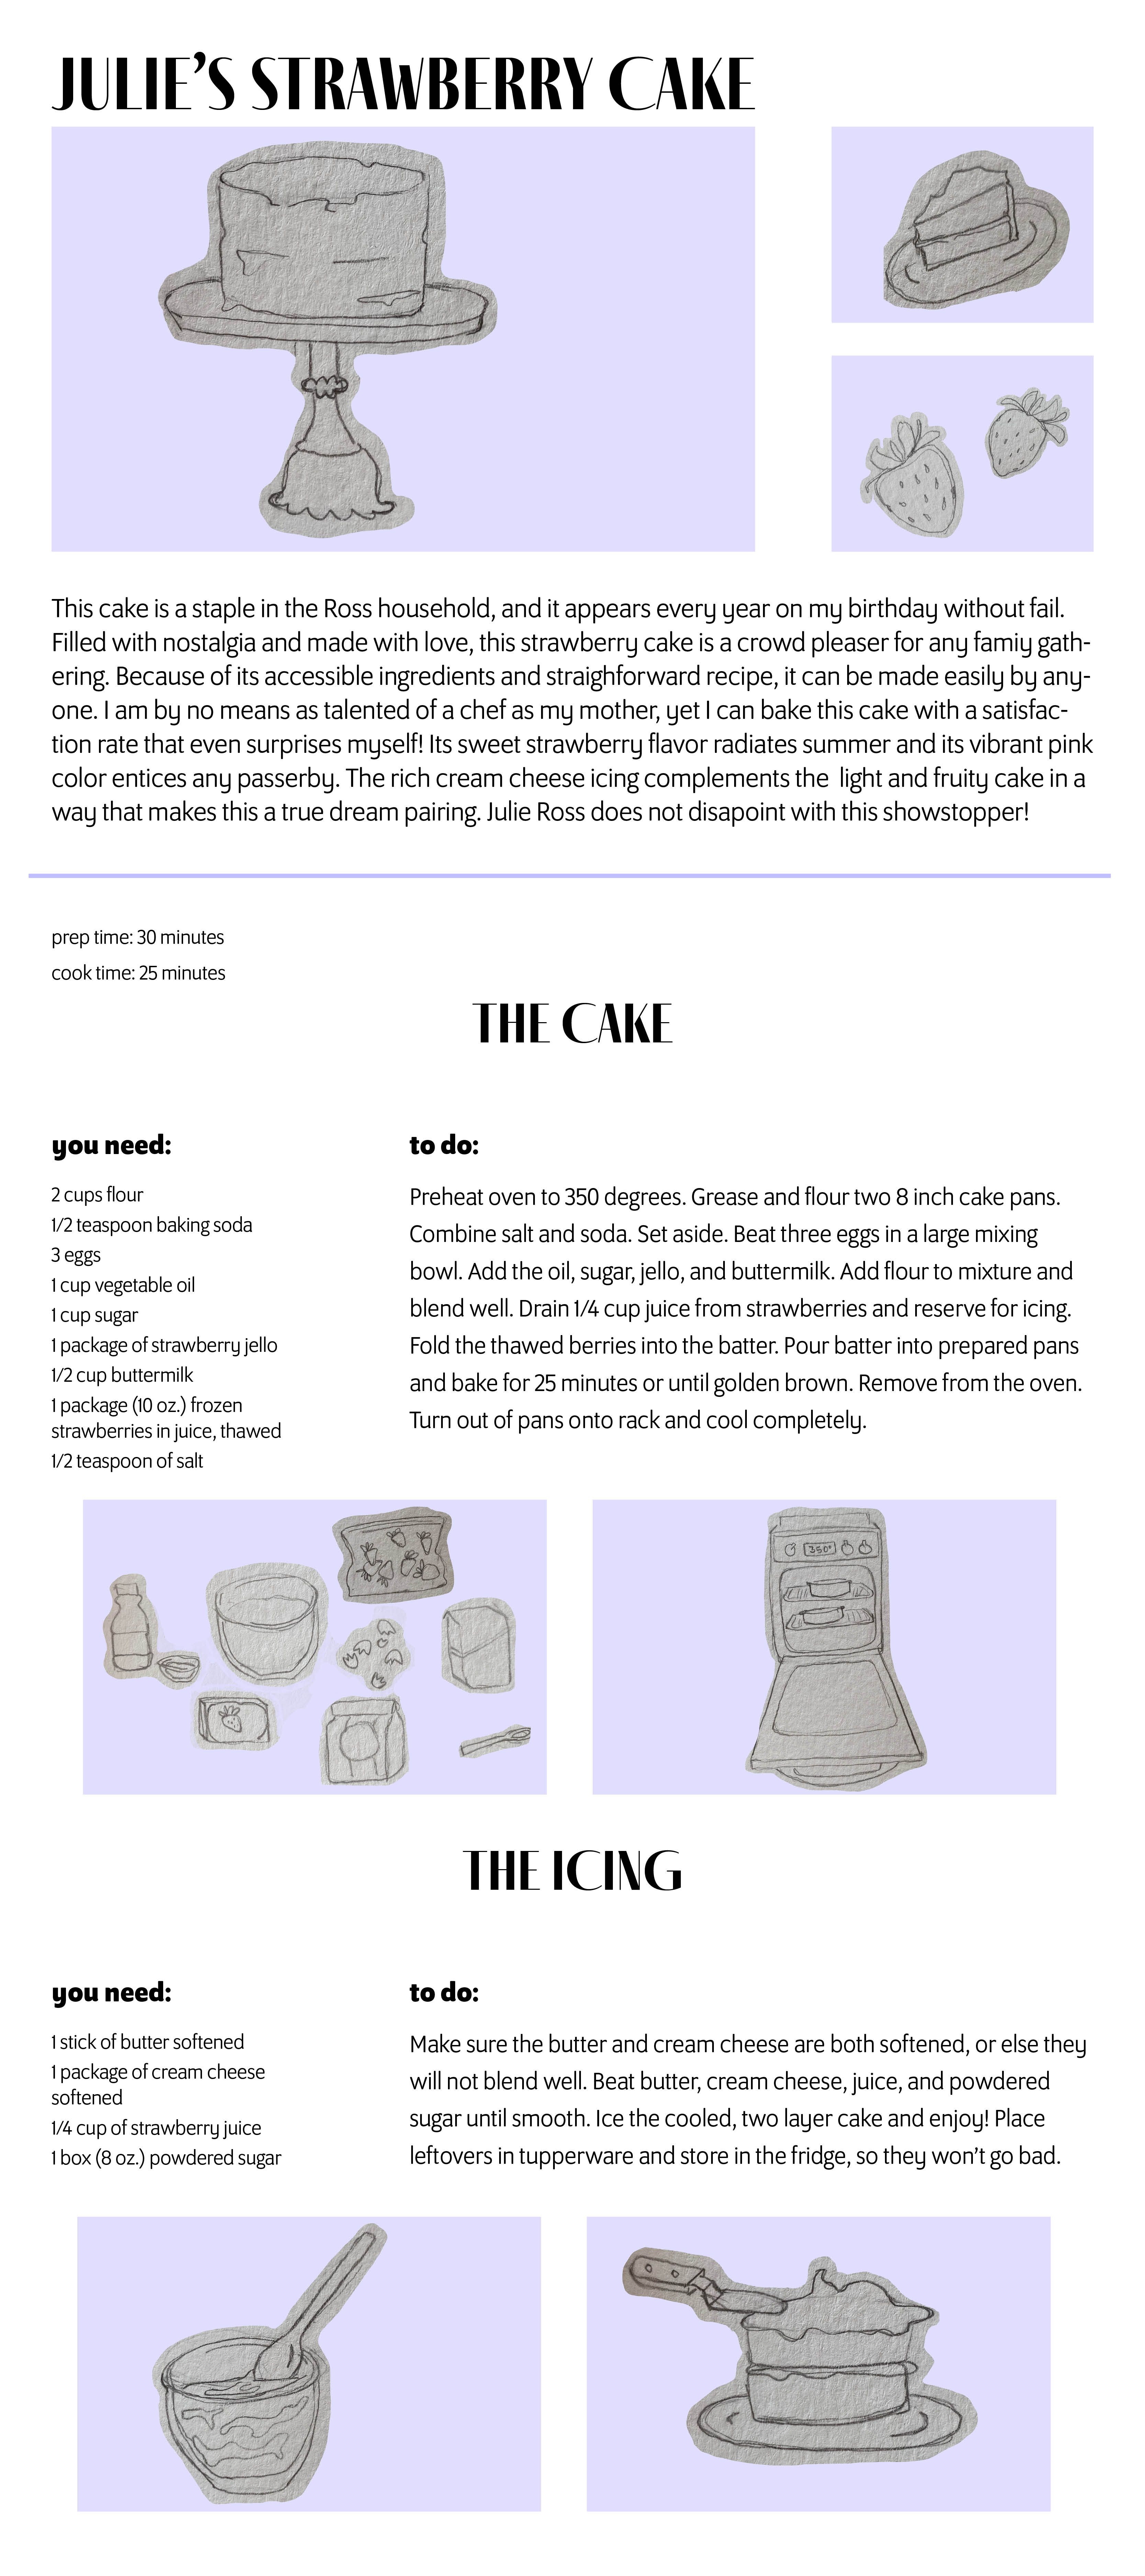 JULIE’S STRAWBERRY CAKE
This cake is a staple in the Ross household, and it appears every year on my birthday without fail.
Filled with nostalgia and made with love, this strawberry cake is a crowd pleaser for any famiy gath-
ering. Because of its accessible ingredients and straighforward recipe, it can be made easily by any-
one. I am by no means as talented of a chef as my mother, yet I can bake this cake with a satisfac-
tion rate that even surprises myself! Its sweet strawberry flavor radiates summer and its vibrant pink
color entices any passerby. The rich cream cheese icing complements the  light and fruity cake in a
way that makes this a true dream pairing. Julie Ross does not disapoint with this showstopper!
prep time: 30 minutes
cook time: 25 minutes
THE CAKE
you need:
2 cups flour
1/2 teaspoon baking soda
3 eggs
1 cup vegetable oil
1 cup sugar
1 package of strawberry jello
1/2 cup buttermilk
1 package (10 oz.) frozen
strawberries in juice, thawed
1/2 teaspoon of salt
to do:
Preheat oven to 350 degrees. Grease and flour two 8 inch cake pans.
Combine salt and soda. Set aside. Beat three eggs in a large mixing
bowl. Add the oil, sugar, jello, and buttermilk. Add flour to mixture and
blend well. Drain 1/4 cup juice from strawberries and reserve for icing.
Fold the thawed berries into the batter. Pour batter into prepared pans
and bake for 25 minutes or until golden brown. Remove from the oven.
Turn out of pans onto rack and cool completely.
350°
THE ICING
you need:
1 stick of butter softened
1 package of cream cheese
softened
1/4 cup of strawberry juice
1 box (8 oz.) powdered sugar
to do:
Make sure the butter and cream cheese are both softened, or else they
will not blend well. Beat butter, cream cheese, juice, and powdered
sugar until smooth. Ice the cooled, two layer cake and enjoy! Place
leftovers in tupperware and store in the fridge, so they won’t go bad.